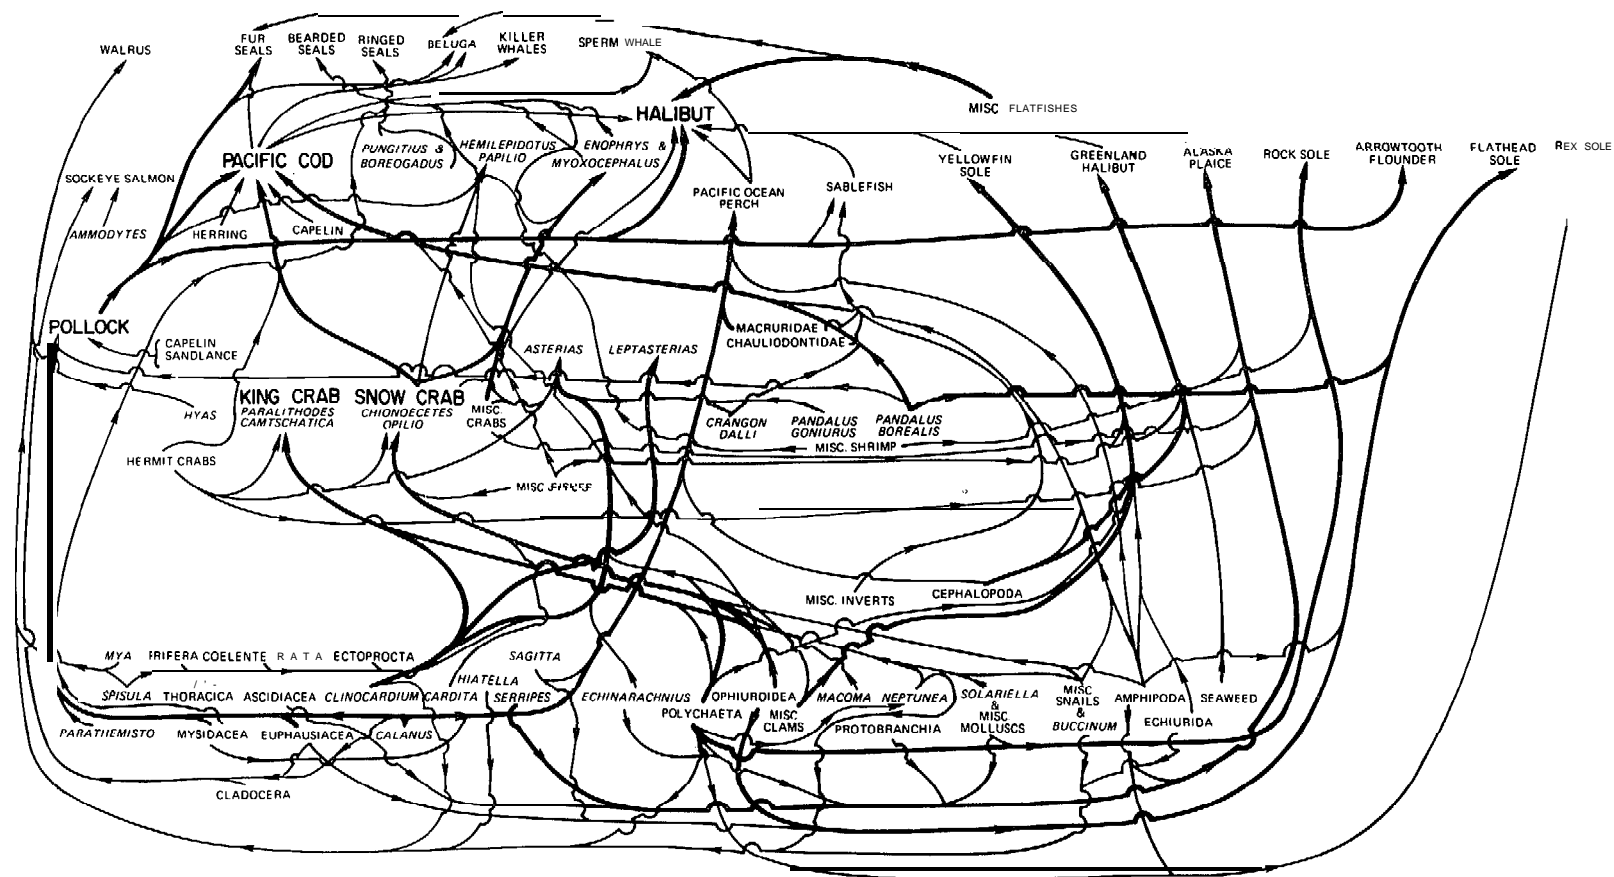 WALRUS
FUR
SEALS
BEARDED
SEALS
RINGED
SEALS
BELUGA
KILLER
WHALES
SPERM WHALE
MISC FLATFISHES
HALIBUT
PACIFIC COD
PUNGITIUS &
BOREOGADUS
HEMILEPIDOTUS
PAPILIO
ENOPHRYS &
MYOXOCEPHALUS
SOCKEYE SALMON
PACIFIC OCEAN
PERCH
SABLEFISH
YELLOWFIN
SOLE
GREENLAND
HALIBUT
ALASKA
PLAICE
ROCK SOLE
ARROWTOOTH
FLOUNDER
FLATHEAD
SOLE
REX SOLE
AMMODYTES
HERRING
CAPELIN
POLLOCK
CAPELIN
SANDLANCE
MACRURIDAE
CHAULIODONTIDAE
ASTERIAS
LEPTASTERIAS
HYAS
KING CRAB
PARALITHODES
CAMTSCHATICA
SNOW CRAB
CHIONOECETES
OPILIO
MISC.
CRABS
CRANGON
DALLI
PANDALUS
GONIURUS
PANDALUS
BOREALIS
MISC. SHRIMP
HERMIT CRABS
MISC
MISC. INVERTS
CEPHALOPODA
MYA
RIFERA COELENTE RATA ECTOPROCTA
SAGITTA
SPISULA THORACICA ASCIDIACEA CLINOCARDIUM CARDITA
HIATELLA
SERRIPES
ECHINARACHNIUS
OPHIUROIDEA
MACOMA
NEPTUNEA
SOLARIELLA
&
MISC
MOLLUSCS
MISC
SNAILS
&
BUCCINUM
AMPHIPODA
SEAWEED
POLYCHAETA
MISC
CLAMS
PROTOBRANCHIA
ECHIURIDA
PARATHEMISTO
MYSIDACEA
EUPHAUSIACEA
CALANUS
CLADOCERA